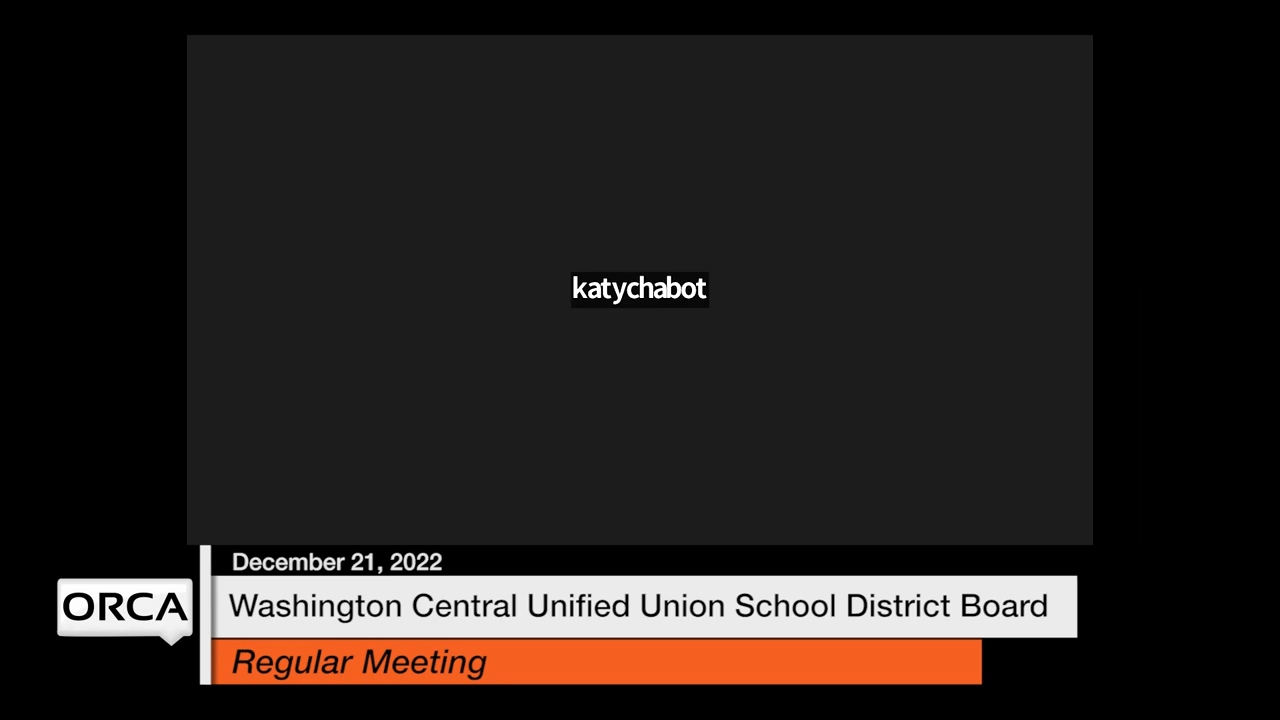 katychabot
December 21, 2022
ORCA
Washington Central Unified Union School District Board
Regular Meeting